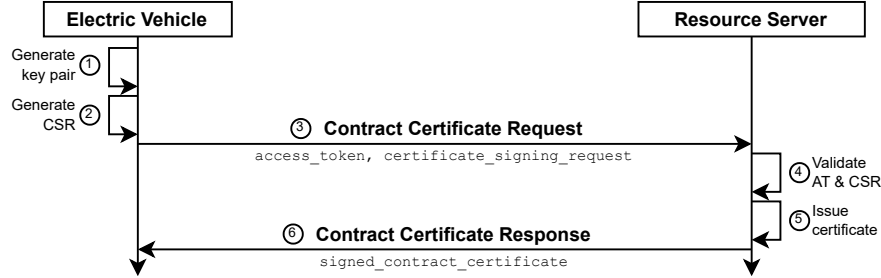 Electric Vehicle
Resource Server
Generate
key pair
1
Generate
CSR
2
3 Contract Certificate Request
access_token, certificate_signing_request
4
Validate
AT & CSR
5
Issue
certificate
6 Contract Certificate Response
signed_contract_certificate